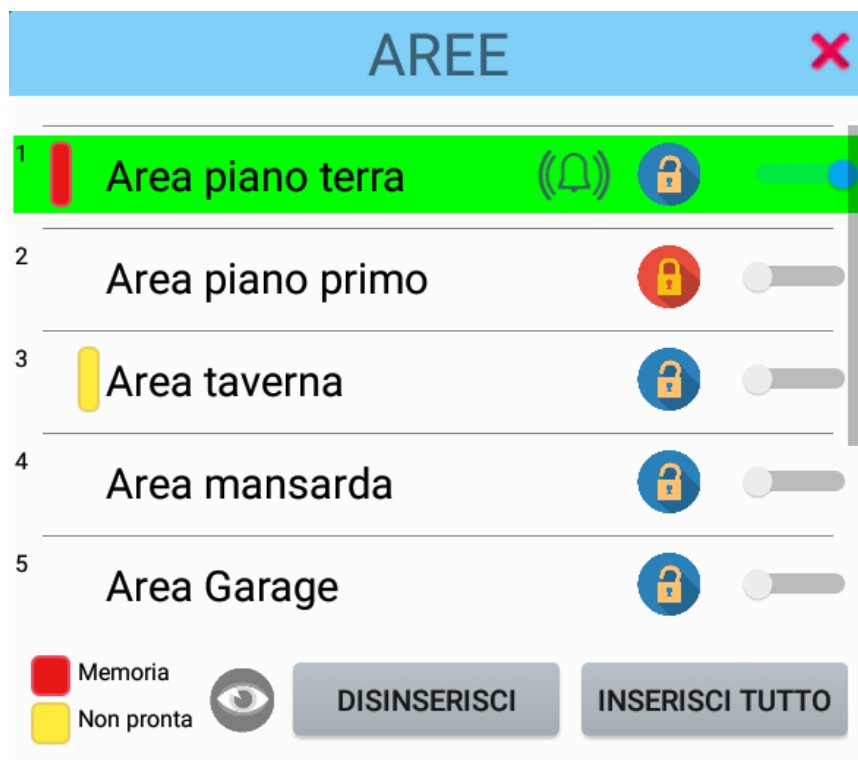 AREE
1 Area piano terra
2 Area piano primo
3 Area taverna
4 Area mansarda
5 Area Garage
Memoria
Non pronta
DISINSERISCI
INSERISCI TUTTO